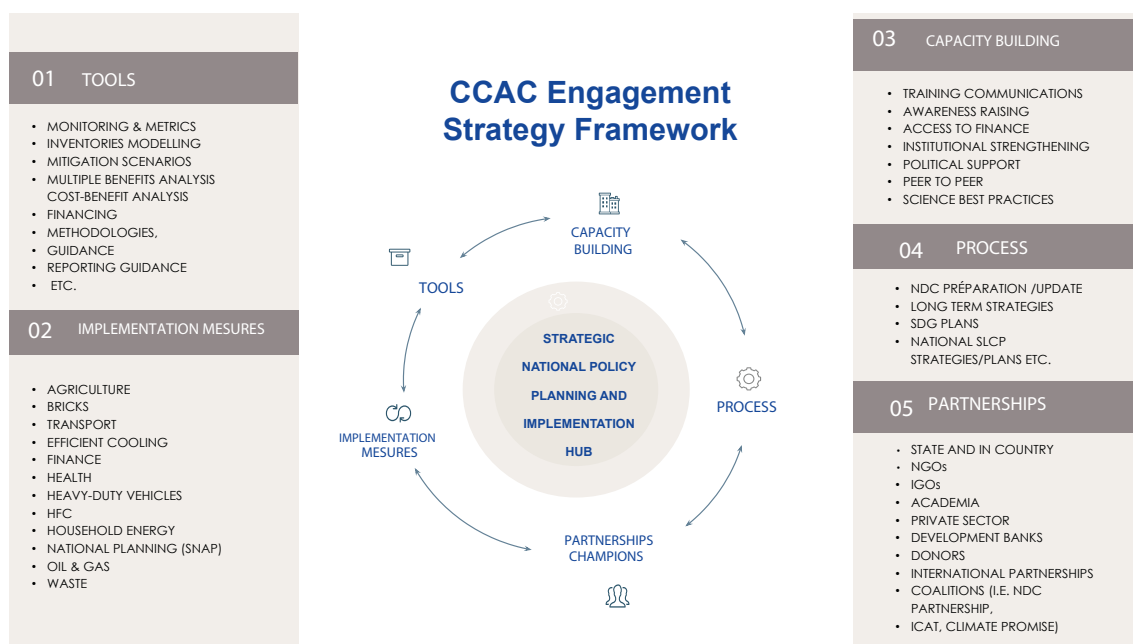 01 TOOLS
• MONITORING & METRICS
• INVENTORIES MODELLING
• MITIGATION SCENARIOS
• MULTIPLE BENEFITS ANALYSIS
COST-BENEFIT ANALYSIS
• FINANCING
• METHODOLOGIES,
• GUIDANCE
• REPORTING GUIDANCE
• ETC.
02 IMPLEMENTATION MESURES
• AGRICULTURE
• BRICKS
• TRANSPORT
• EFFICIENT COOLING
• FINANCE
• HEALTH
• HEAVY-DUTY VEHICLES
• HFC
• HOUSEHOLD ENERGY
• NATIONAL PLANNING (SNAP)
• OIL & GAS
• WASTE
CCAC Engagement
Strategy Framework
CAPACITY
BUILDING
TOOLS
STRATEGIC
NATIONAL POLICY
PLANNING AND
IMPLEMENTATION
HUB
PROCESS
IMPLEMENTATION
MESURES
PARTNERSHIPS
CHAMPIONS
03 CAPACITY BUILDING
• TRAINING COMMUNICATIONS
• AWARENESS RAISING
• ACCESS TO FINANCE
• INSTITUTIONAL STRENGTHENING
• POLITICAL SUPPORT
• PEER TO PEER
• SCIENCE BEST PRACTICES
04 PROCESS
• NDC PRÉPARATION /UPDATE
• LONG TERM STRATEGIES
• SDG PLANS
• NATIONAL SLCP
STRATEGIES/PLANS ETC.
05 PARTNERSHIPS
• STATE AND IN COUNTRY
• NGOs
• IGOs
• ACADEMIA
• PRIVATE SECTOR
• DEVELOPMENT BANKS
• DONORS
• INTERNATIONAL PARTNERSHIPS
• COALITIONS (I.E. NDC
PARTNERSHIP,
• ICAT, CLIMATE PROMISE)